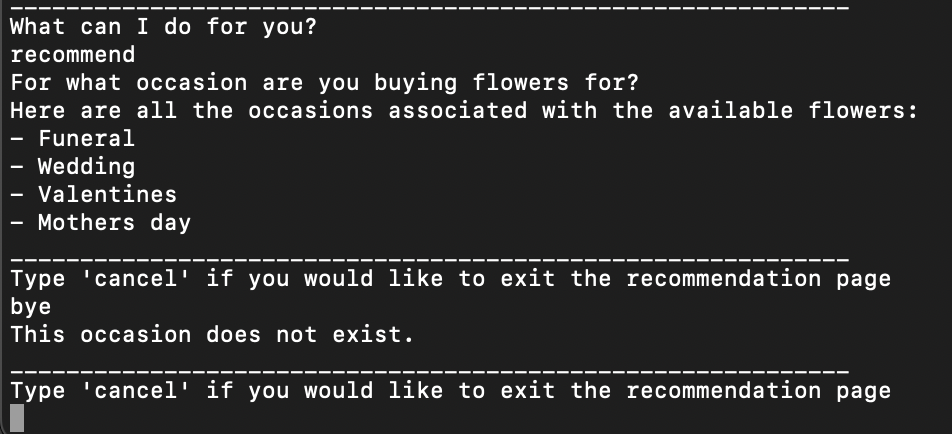 ____________________________________________________________
What can I do for you?
recommend
For what occasion are you buying flowers for?
Here are all the occasions associated with the available flowers:
- Funeral
- Wedding
- Valentines
- Mothers day
____________________________________________________________
Type 'cancel' if you would like to exit the recommendation page
bye
This occasion does not exist.
____________________________________________________________
Type 'cancel' if you would like to exit the recommendation page